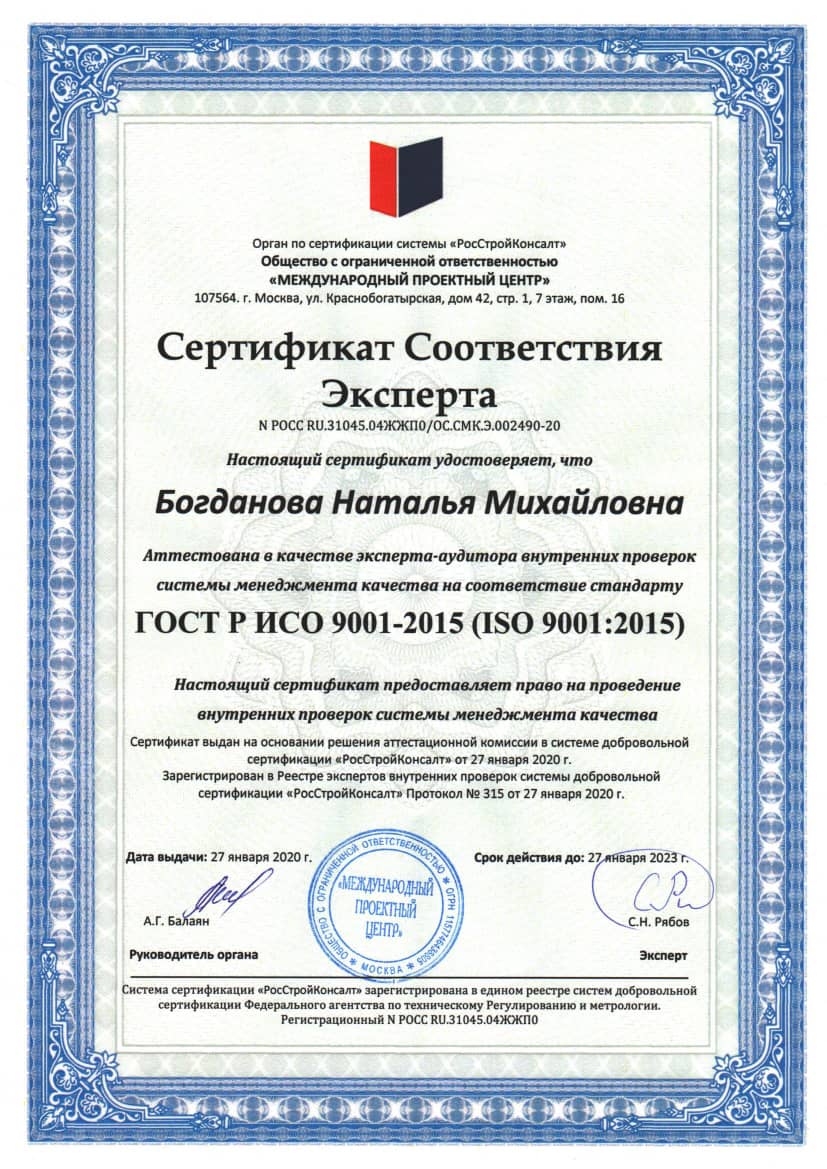 Орган по сертификации системы «РосСтройКонсалт»
Общество с ограниченной ответственностью
«МЕЖДУНАРОДНЫЙ ПРОЕКТНЫЙ ЦЕНТР»
107564. г. Москва, ул. Краснобогатырская, дом 42, стр. 1, 7 этаж, пом. 16
Сертификат Соответствия
Эксперта
N РОСС RU.31045.04ЖЖП0/ОС.СМК.Э.002490-20
Настоящий сертификат удостоверяет, что
Богданова Наталья Михайловна
Аттестована в качестве эксперта-аудитора внутренних проверок
системы менеджмента качества на соответствие стандарту
ГОСТ Р ИСО 9001-2015 (ISO 9001:2015)
Настоящий сертификат предоставляет право на проведение
внутренних проверок системы менеджмента качества
Сертификат выдан на основании решения аттестационной комиссии в системе добровольной
сертификации «РосСтройКонсалт» от 27 января 2020 г.
Зарегистрирован в Реестре экспертов внутренних проверок системы добровольной
сертификации «РосСтройКонсалт» Протокол № 315 от 27 января 2020 г.
Дата выдачи: 27 января 2020 г.
Срок действия до: 27 января 2023 г.
ОБЩЕСТВО С ОГРАНИЧЕННОЙ ОТВЕТСТВЕННОСТЬЮ
ОГРН
МОСКВА
«МЕЖДУНАРОДНЫЙ
ПРОЕКТНЫЙ
ЦЕНТР»
А.Г. Балаян
С.Н. Рябов
Руководитель органа
Эксперт
Система сертификации «РосСтройКонсалт» зарегистрирована в едином реестре систем добровольной
сертификации Федерального агентства по техническому Регулированию и метрологии.
Регистрационный N РОСС RU.31045.04ЖЖП0